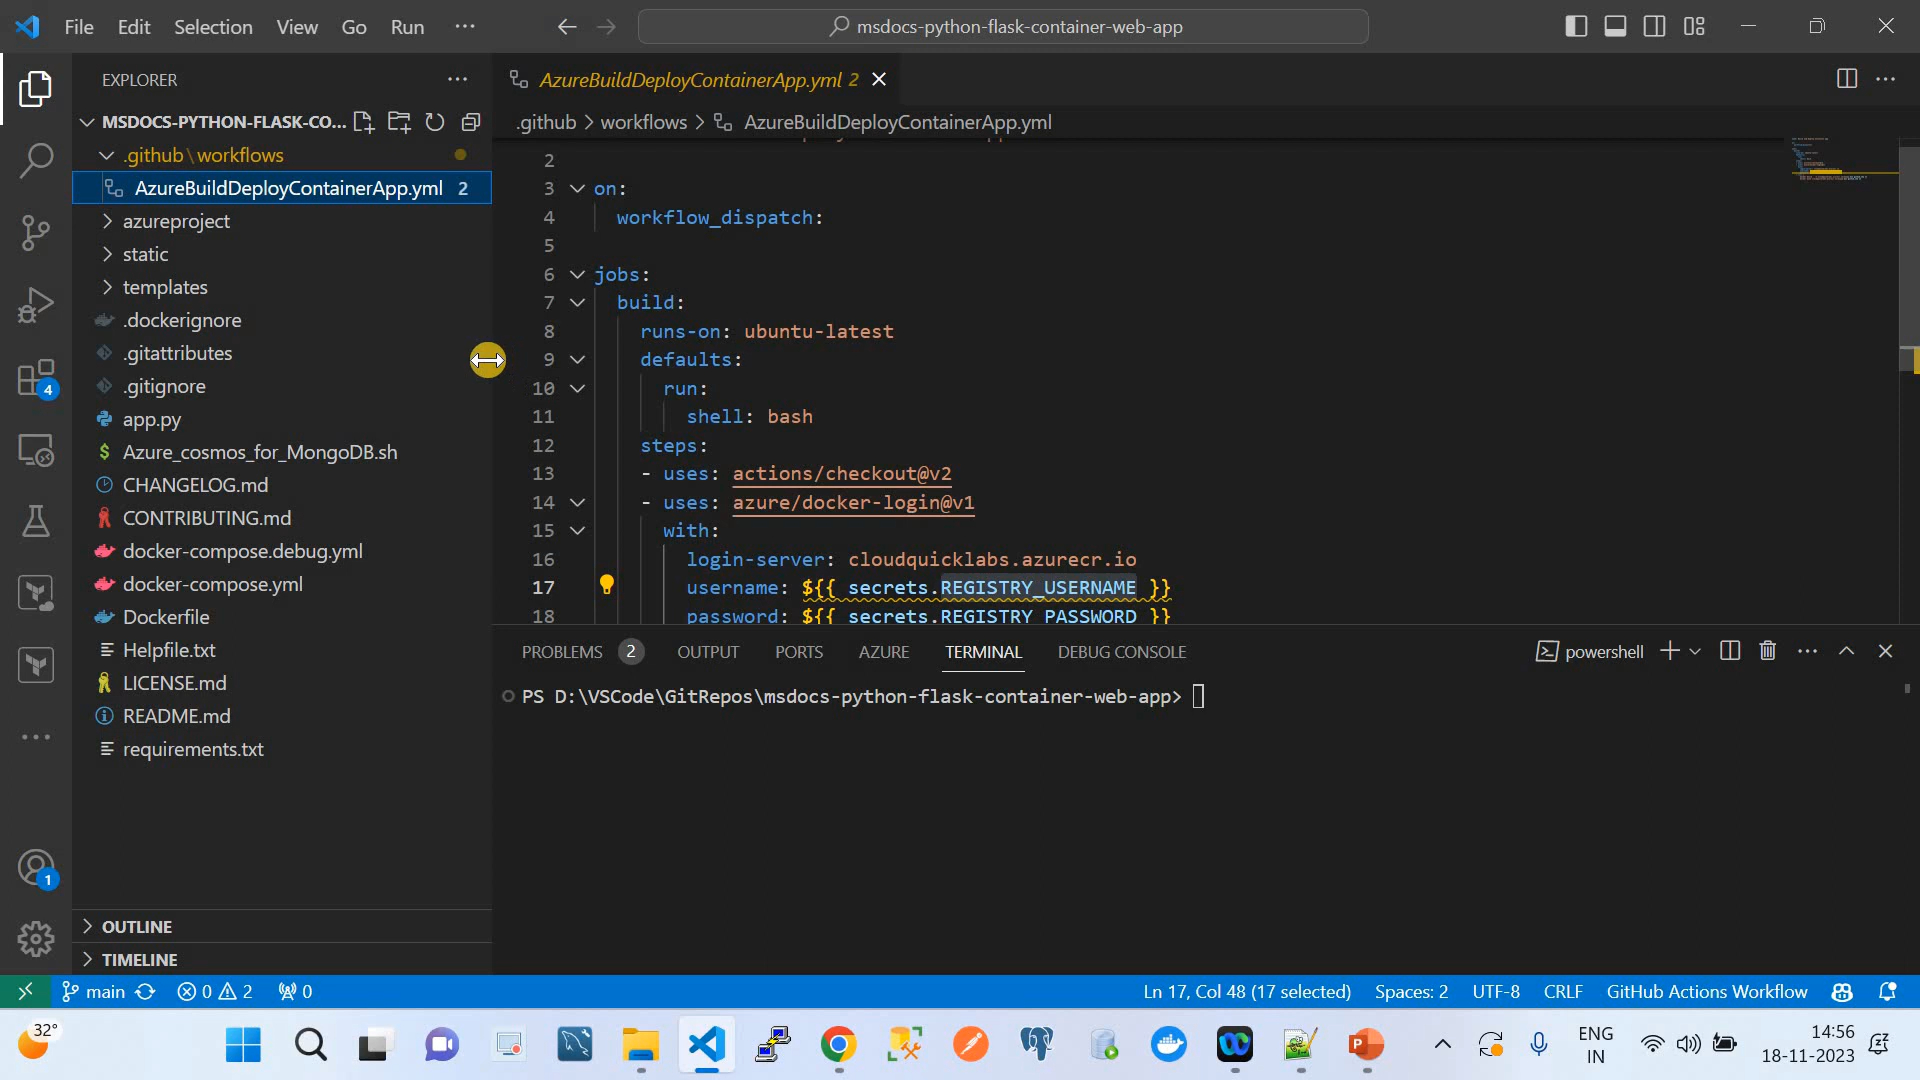 File Edit Selection View Go Run
msdocs-python-flask-container-web-app
EXPLORER
AzureBuildDeployContainerApp.yml 2
MSDOCS-PYTHON-FLASK-CO...
.github > workflows > AzureBuildDeployContainerApp.yml
.github\workflows
AzureBuildDeployContainerApp.yml 2
azureproject
static
templates
.dockerignore
.gitattributes
.gitignore
app.py
$ Azure_cosmos_for_MongoDB.sh
CHANGELOG.md
CONTRIBUTING.md
docker-compose.debug.yml
docker-compose.yml
Dockerfile
Helpfile.txt
LICENSE.md
README.md
requirements.txt
OUTLINE
TIMELINE
4
1
2
3 on:
4 workflow_dispatch:
5
6 jobs:
7 build:
8 runs-on: ubuntu-latest
9 defaults:
10 run:
11 shell: bash
12 steps:
13 - uses: actions/checkout@v2
14 - uses: azure/docker-login@v1
15 with:
16 login-server: cloudquicklabs.azurecr.io
17 username: ${{ secrets.REGISTRY_USERNAME }}
18 password: ${{ secrets.REGISTRY_PASSWORD }}
PROBLEMS 2 OUTPUT PORTS AZURE TERMINAL DEBUG CONSOLE powershell
PS D:\VSCode\GitRepos\msdocs-python-flask-container-web-app>
main 0 2 0 Ln 17, Col 48 (17 selected) Spaces: 2 UTF-8 CRLF GitHub Actions Workflow
32°
ENG
IN
14:56
18-11-2023